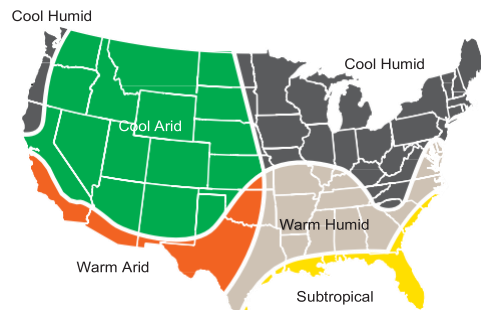 Cool Humid
Cool Humid
Cool Arid
Warm Humid
Warm Arid
Subtropical